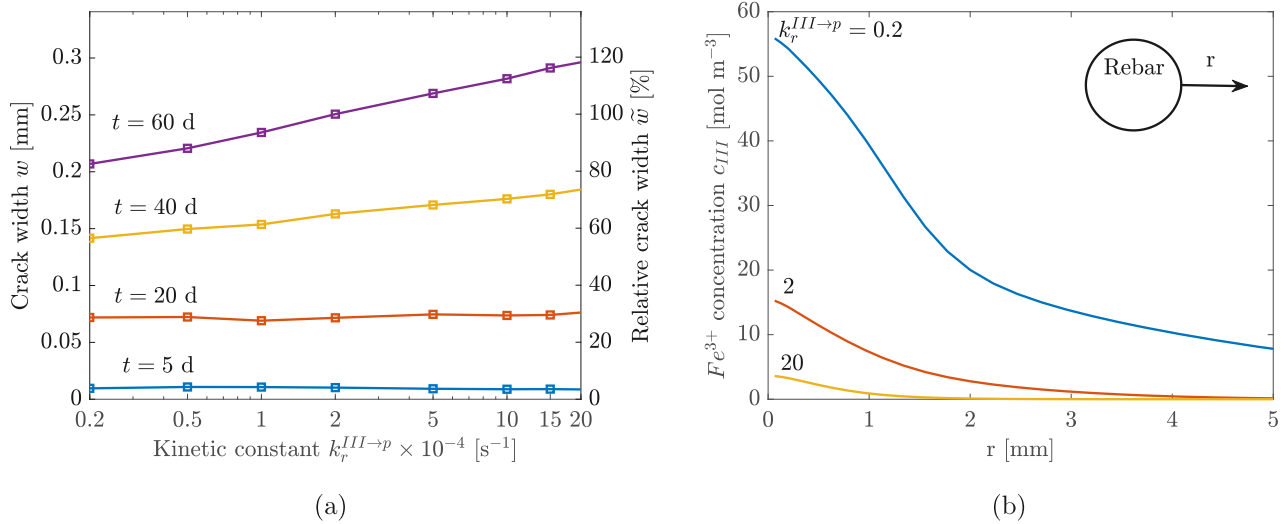 0.3
0.25
0.2
0.15
0.1
0.05
0
Crack width w [mm]
t = 60 d
t = 40 d
t = 20 d
t = 5 d
120
100
80
60
40
20
0
Relative crack width w̃ [%]
0.2 0.5 1 2 5 10 15 20
Kinetic constant k_r^{III→p} × 10^{-4} [s^{-1}]
(a)
60
50
40
30
20
10
0
Fe^{3+} concentration c_{III} [mol m^{-3}]
k_r^{III→p} = 0.2
2
20
Rebar
r
0 1 2 3 4 5
r [mm]
(b)